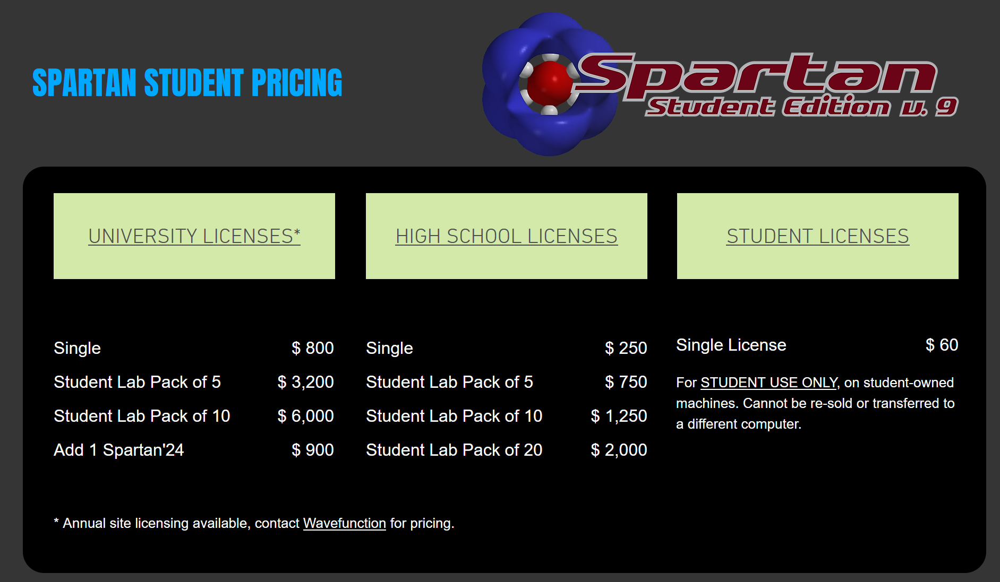 SPARTAN STUDENT PRICING
Spartan
Student Edition v. 9
UNIVERSITY LICENSES*
HIGH SCHOOL LICENSES
STUDENT LICENSES
Single $ 800
Student Lab Pack of 5 $ 3,200
Student Lab Pack of 10 $ 6,000
Add 1 Spartan'24 $ 900
Single $ 250
Student Lab Pack of 5 $ 750
Student Lab Pack of 10 $ 1,250
Student Lab Pack of 20 $ 2,000
Single License $ 60
For STUDENT USE ONLY, on student-owned
machines. Cannot be re-sold or transferred to
a different computer.
* Annual site licensing available, contact Wavefunction for pricing.